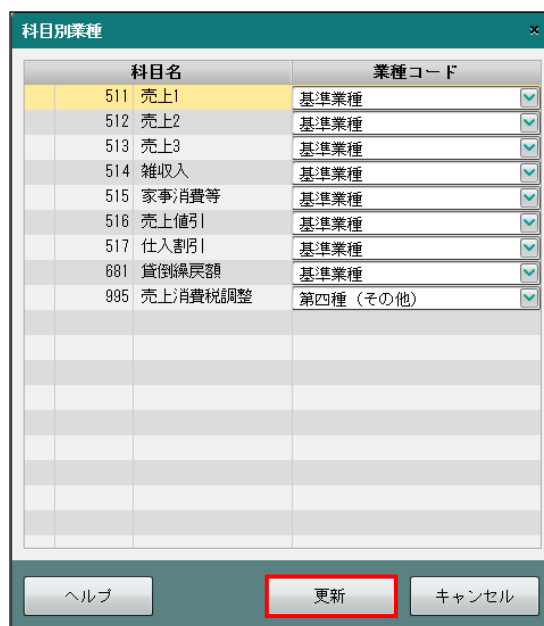 科目別業種 ×
科目名 業種コード
511 売上1 基準業種
512 売上2 基準業種
513 売上3 基準業種
514 雑収入 基準業種
515 家事消費等 基準業種
516 売上値引 基準業種
517 仕入割引 基準業種
681 貸倒繰戻額 基準業種
995 売上消費税調整 第四種（その他）
ヘルプ 更新 キャンセル